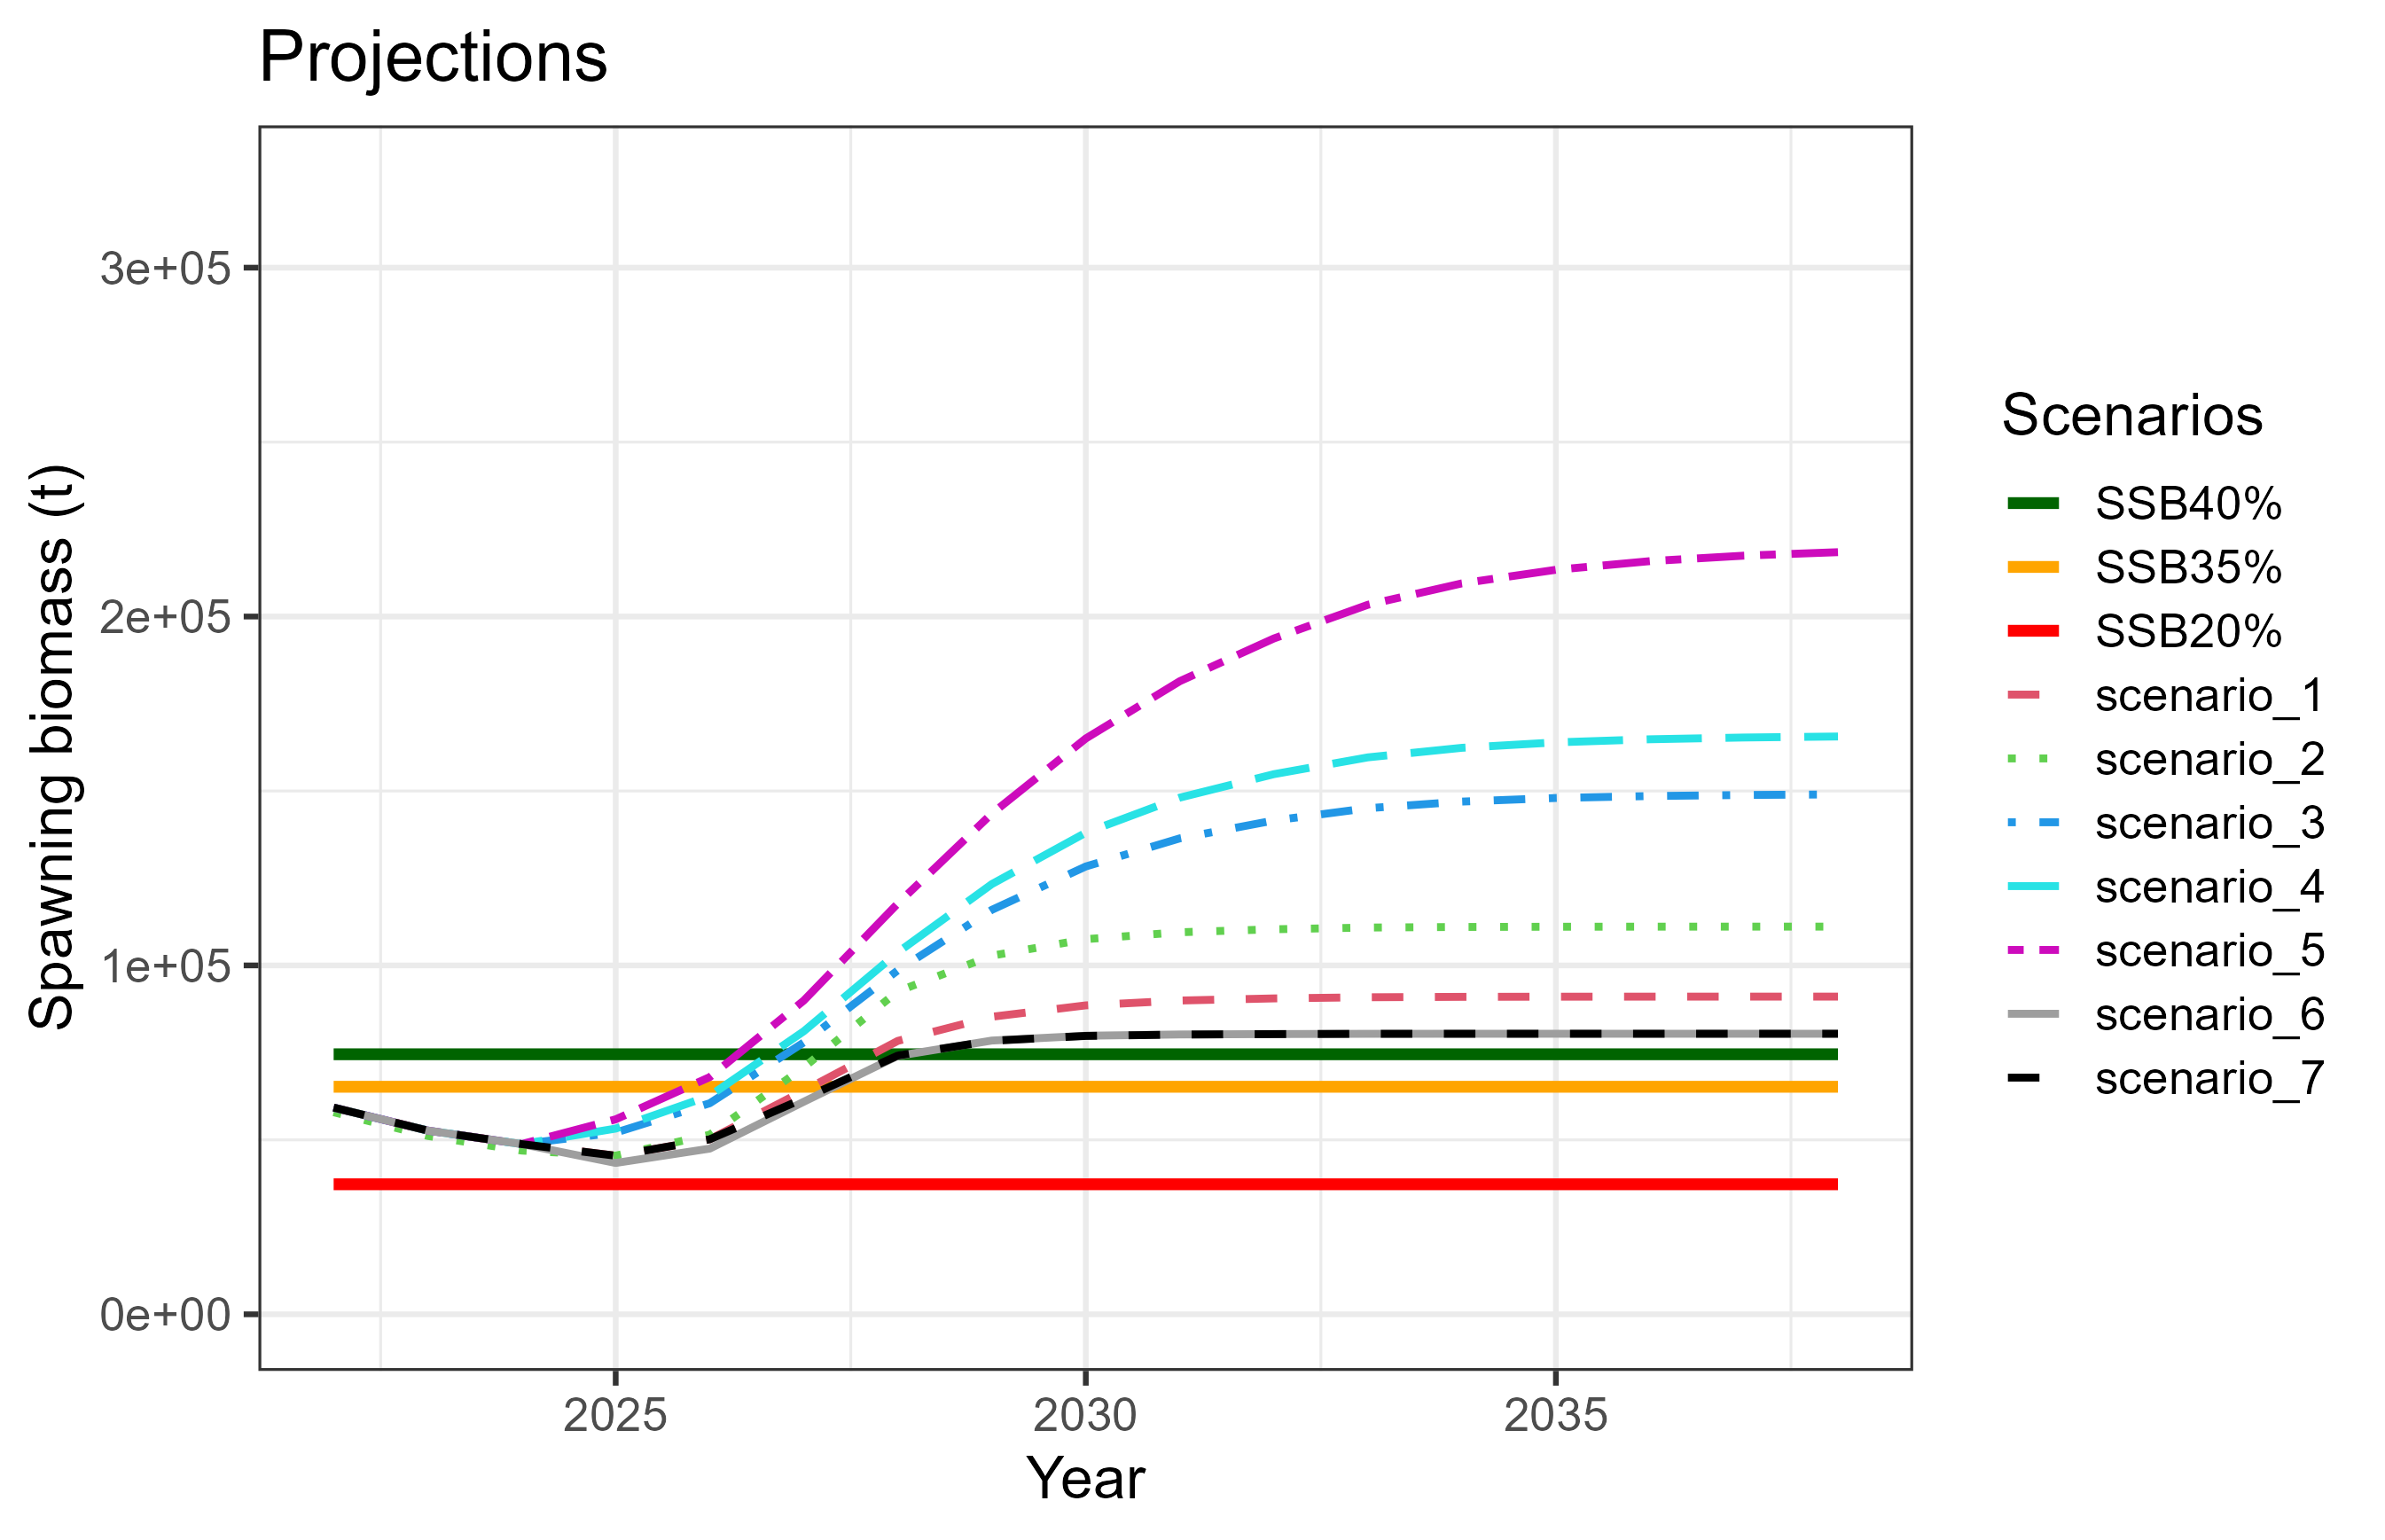 Projections
Spawning biomass (t)
3e+05
2e+05
1e+05
0e+00
2025
2030
2035
Year
Scenarios
SSB40%
SSB35%
SSB20%
scenario_1
scenario_2
scenario_3
scenario_4
scenario_5
scenario_6
scenario_7